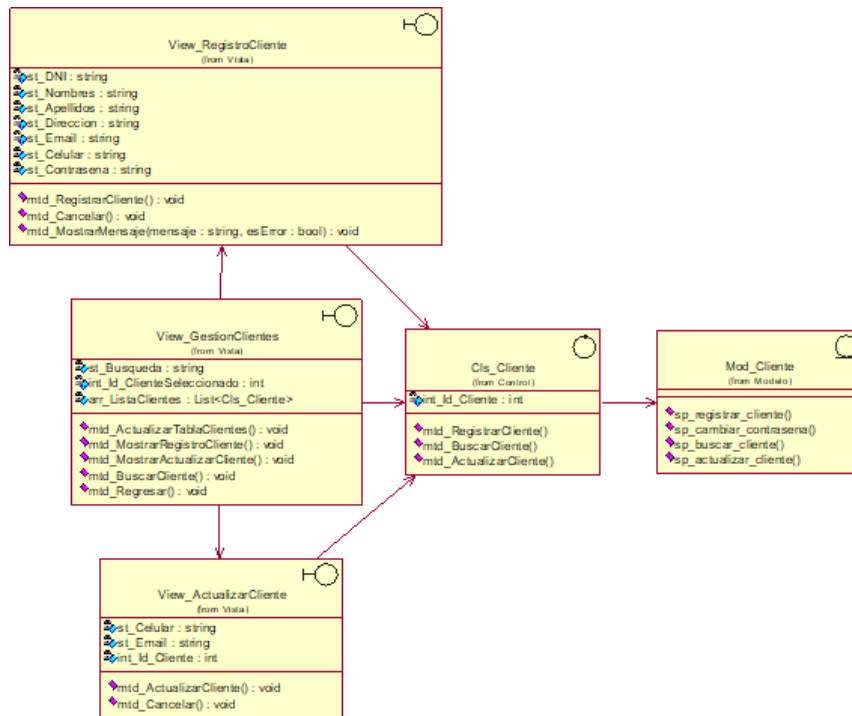 View_RegistroCliente
(from Vista)
st_DNI : string
st_Nombres : string
st_Apellidos : string
st_Direccion : string
st_Email : string
st_Celular : string
st_Contrasena : string
mtd_RegistrarCliente() : void
mtd_Cancelar() : void
mtd_MostrarMensaje(mensaje : string, esError : bool) : void
View_GestionClientes
(from Vista)
st_Busqueda : string
int_Id_ClienteSeleccionado : int
arr_ListaClientes : List<Cls_Cliente>
mtd_ActualizarTablaClientes() : void
mtd_MostrarRegistroCliente() : void
mtd_MostrarActualizarCliente() : void
mtd_BuscarCliente() : void
mtd_Regresar() : void
Cls_Cliente
(from Control)
int_Id_Cliente : int
mtd_RegistrarCliente()
mtd_BuscarCliente()
mtd_ActualizarCliente()
Mod_Cliente
(from Modelo)
sp_registrar_cliente()
sp_cambiar_contrasena()
sp_buscar_cliente()
sp_actualizar_cliente()
View_ActualizarCliente
(from Vista)
st_Celular : string
st_Email : string
int_Id_Cliente : int
mtd_ActualizarCliente() : void
mtd_Cancelar() : void